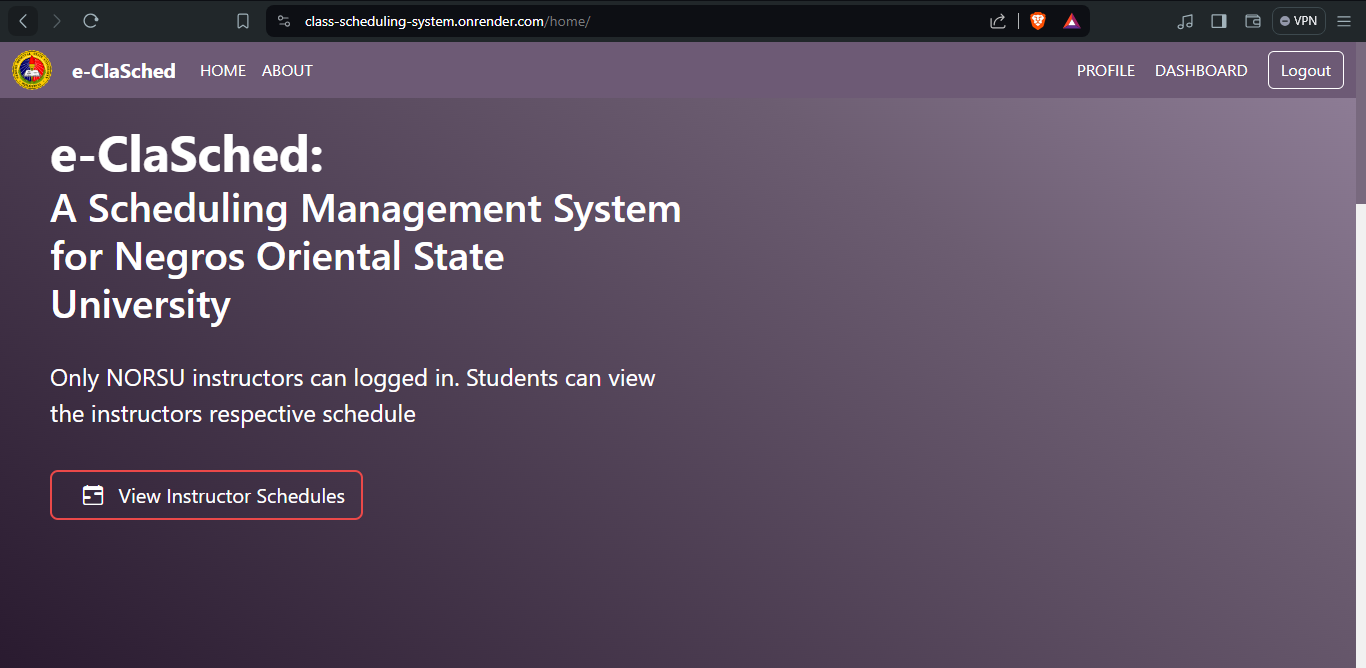 class-scheduling-system.onrender.com/home/
VPN
e-ClaSched HOME ABOUT PROFILE DASHBOARD Logout
e-ClaSched:
A Scheduling Management System
for Negros Oriental State
University
Only NORSU instructors can logged in. Students can view
the instructors respective schedule
View Instructor Schedules